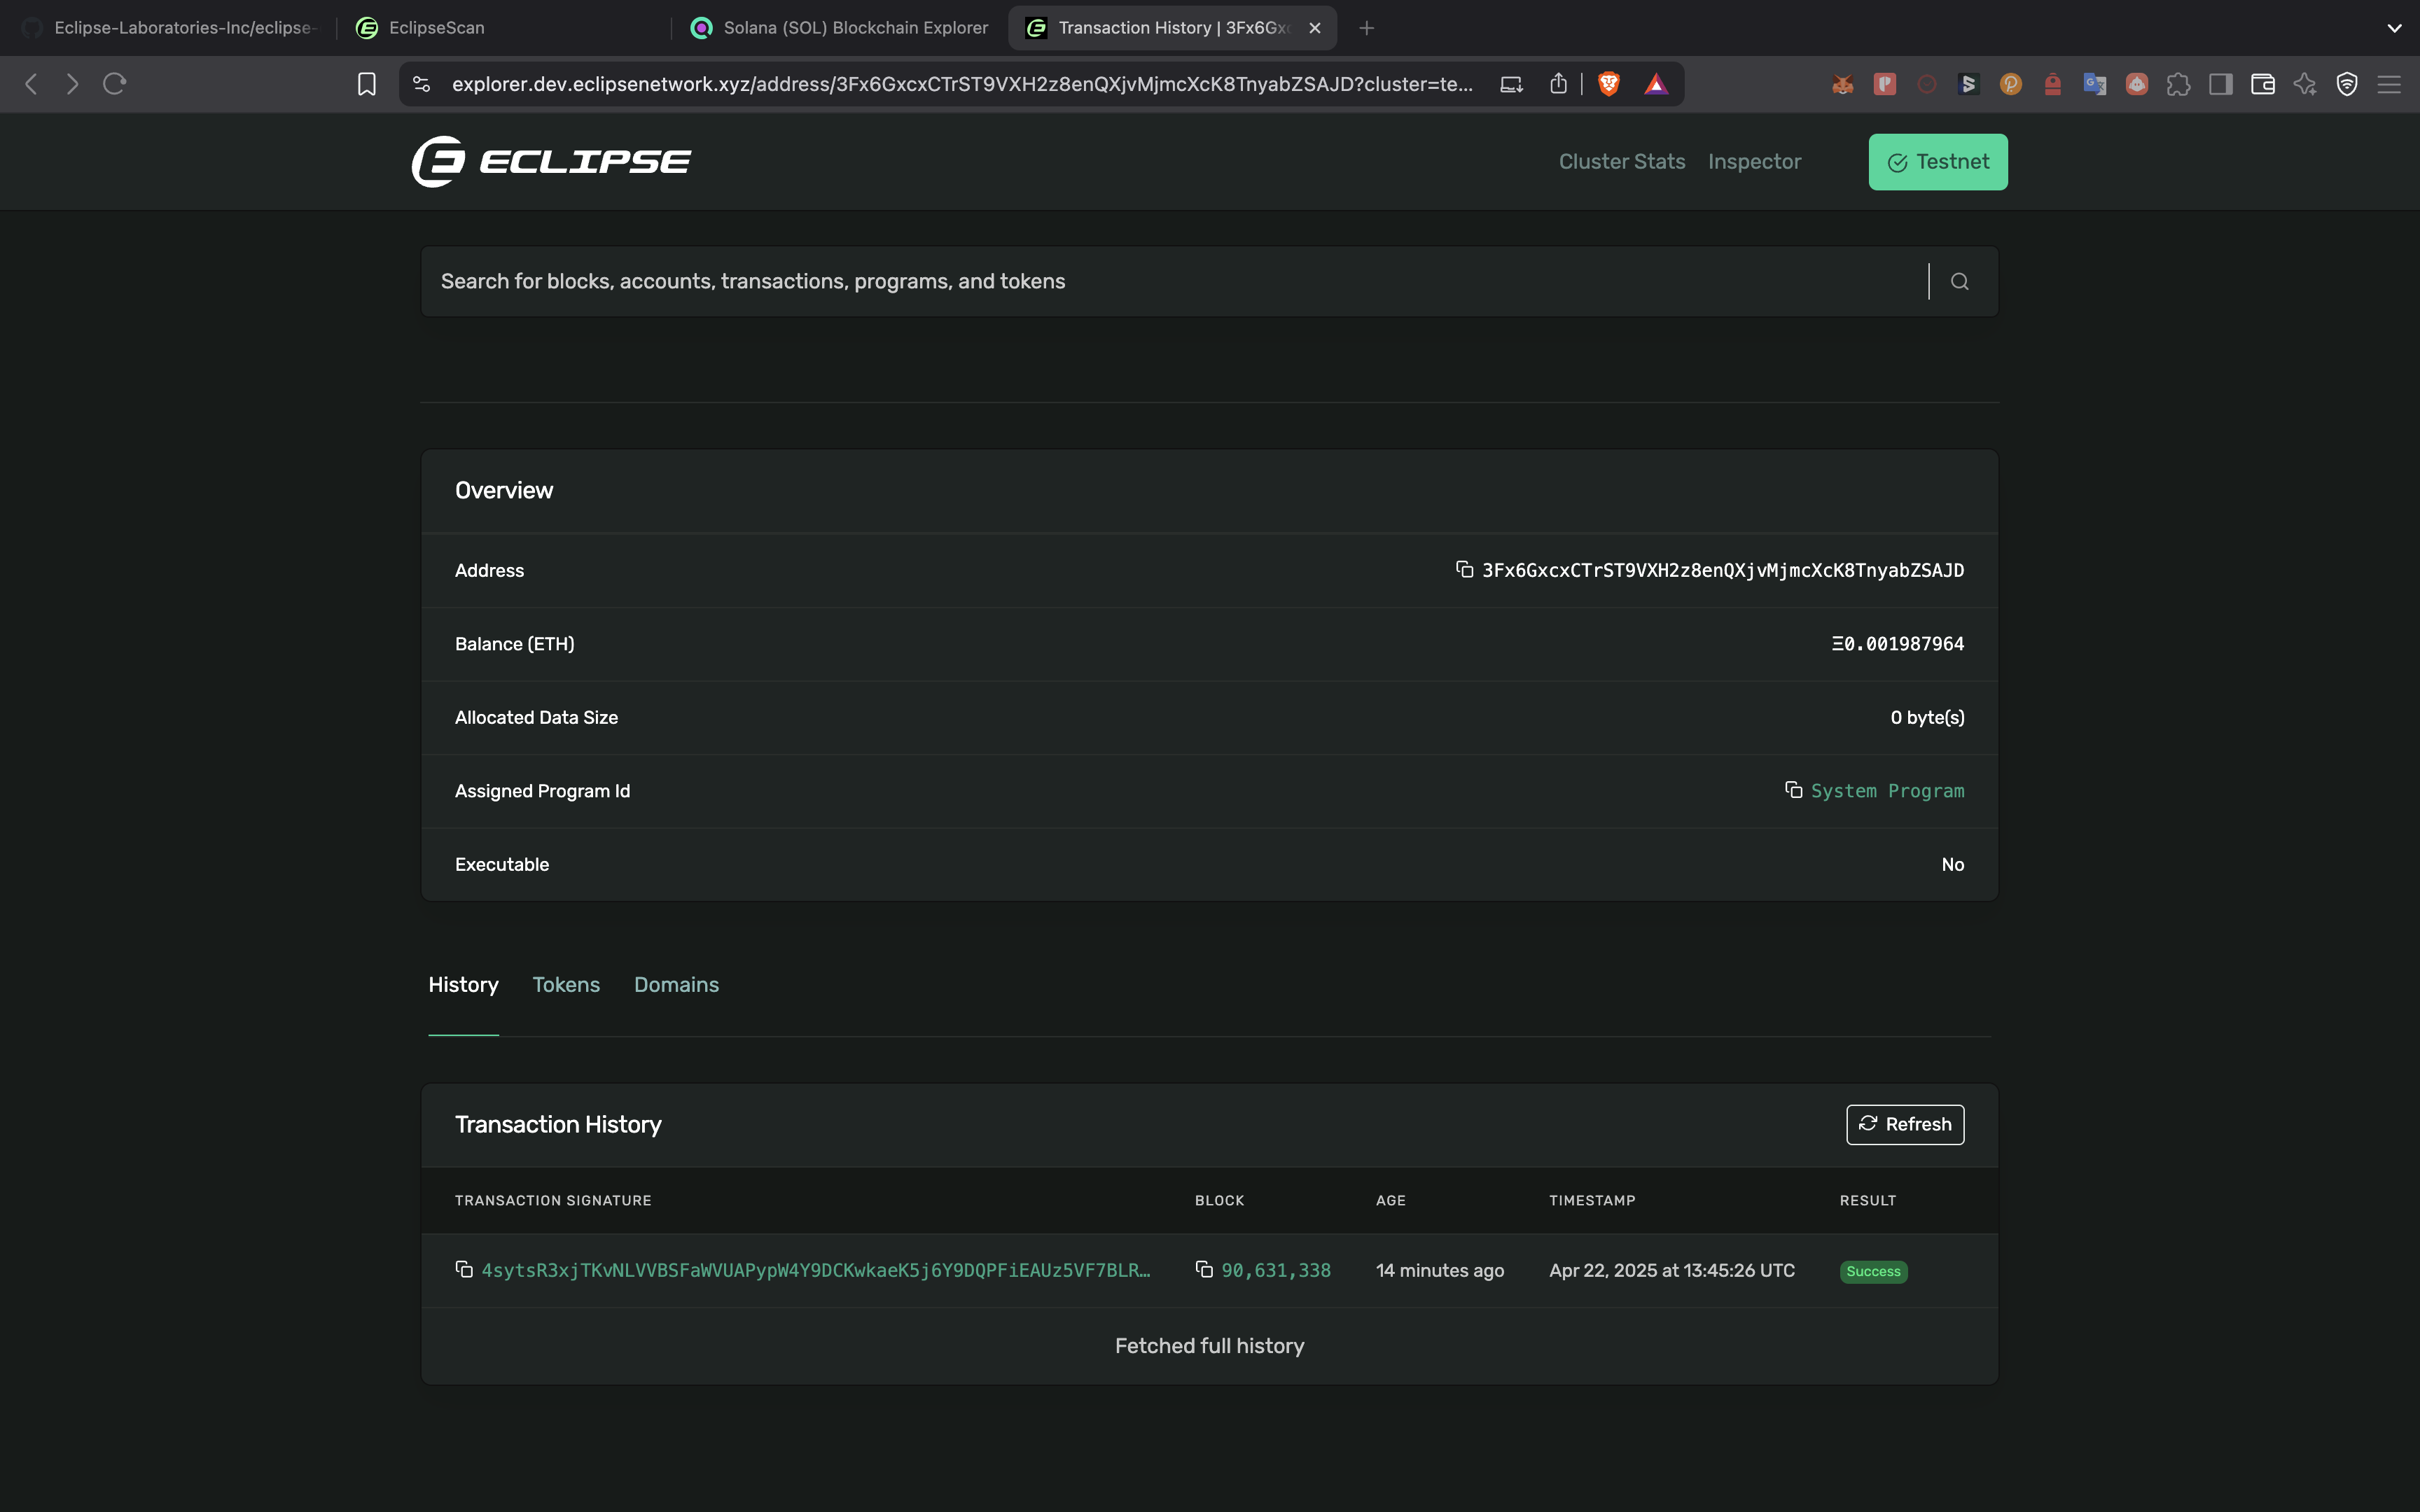 Eclipse-Laboratories-Inc/eclipse-
EclipseScan
Solana (SOL) Blockchain Explorer
Transaction History | 3Fx6Gx
explorer.dev.eclipsenetwork.xyz/address/3Fx6GxcxCTrST9VXH2z8enQXjvMjmcXcK8TnyabZSAJD?cluster=te...
ECLIPSE
Cluster Stats
Inspector
Testnet
Search for blocks, accounts, transactions, programs, and tokens
Overview
Address
3Fx6GxcxCTrST9VXH2z8enQXjvMjmcXcK8TnyabZSAJD
Balance (ETH)
Ξ0.001987964
Allocated Data Size
0 byte(s)
Assigned Program Id
System Program
Executable
No
History
Tokens
Domains
Transaction History
Refresh
TRANSACTION SIGNATURE
BLOCK
AGE
TIMESTAMP
RESULT
4sytsR3xjTKvNLVVBSFaWVUAPypW4Y9DCKwkaeK5j6Y9DQPFiEAUz5VF7BLR…
90,631,338
14 minutes ago
Apr 22, 2025 at 13:45:26 UTC
Success
Fetched full history